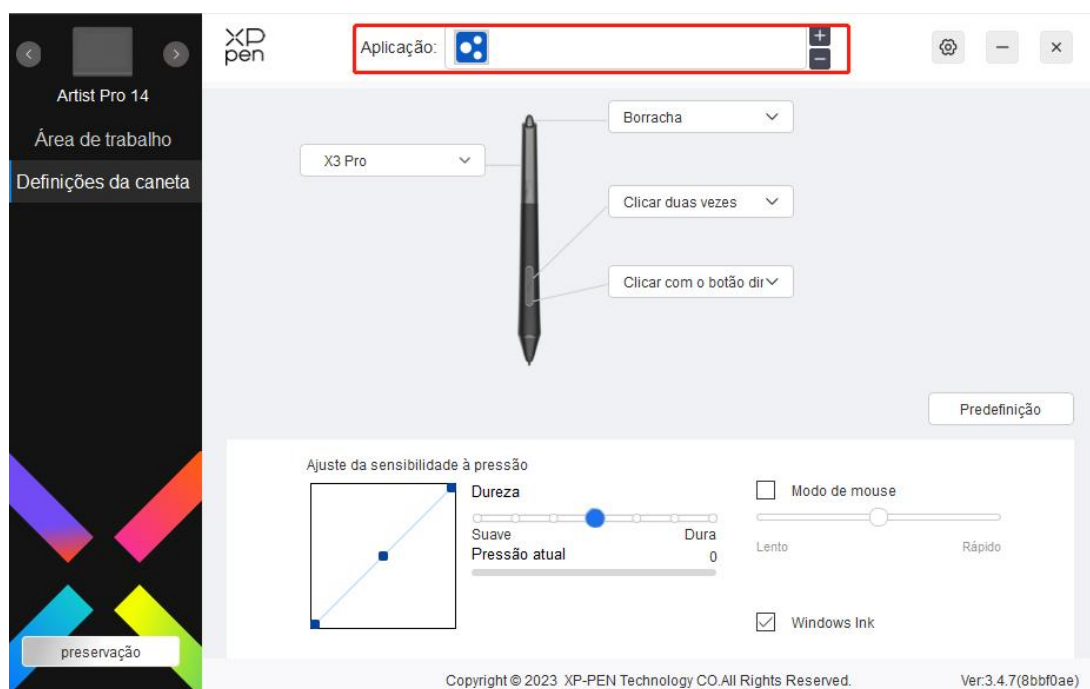 XP
pen
Aplicação:
Artist Pro 14
Área de trabalho
Definições da caneta
Borracha
X3 Pro
Clicar duas vezes
Clicar com o botão dir
Predefinição
Ajuste da sensibilidade à pressão
Dureza
Suave Dura
Pressão atual 0
Modo de mouse
Lento Rápido
Windows Ink
preservação
Copyright © 2023 XP-PEN Technology CO.All Rights Reserved. Ver:3.4.7(8bbf0ae)